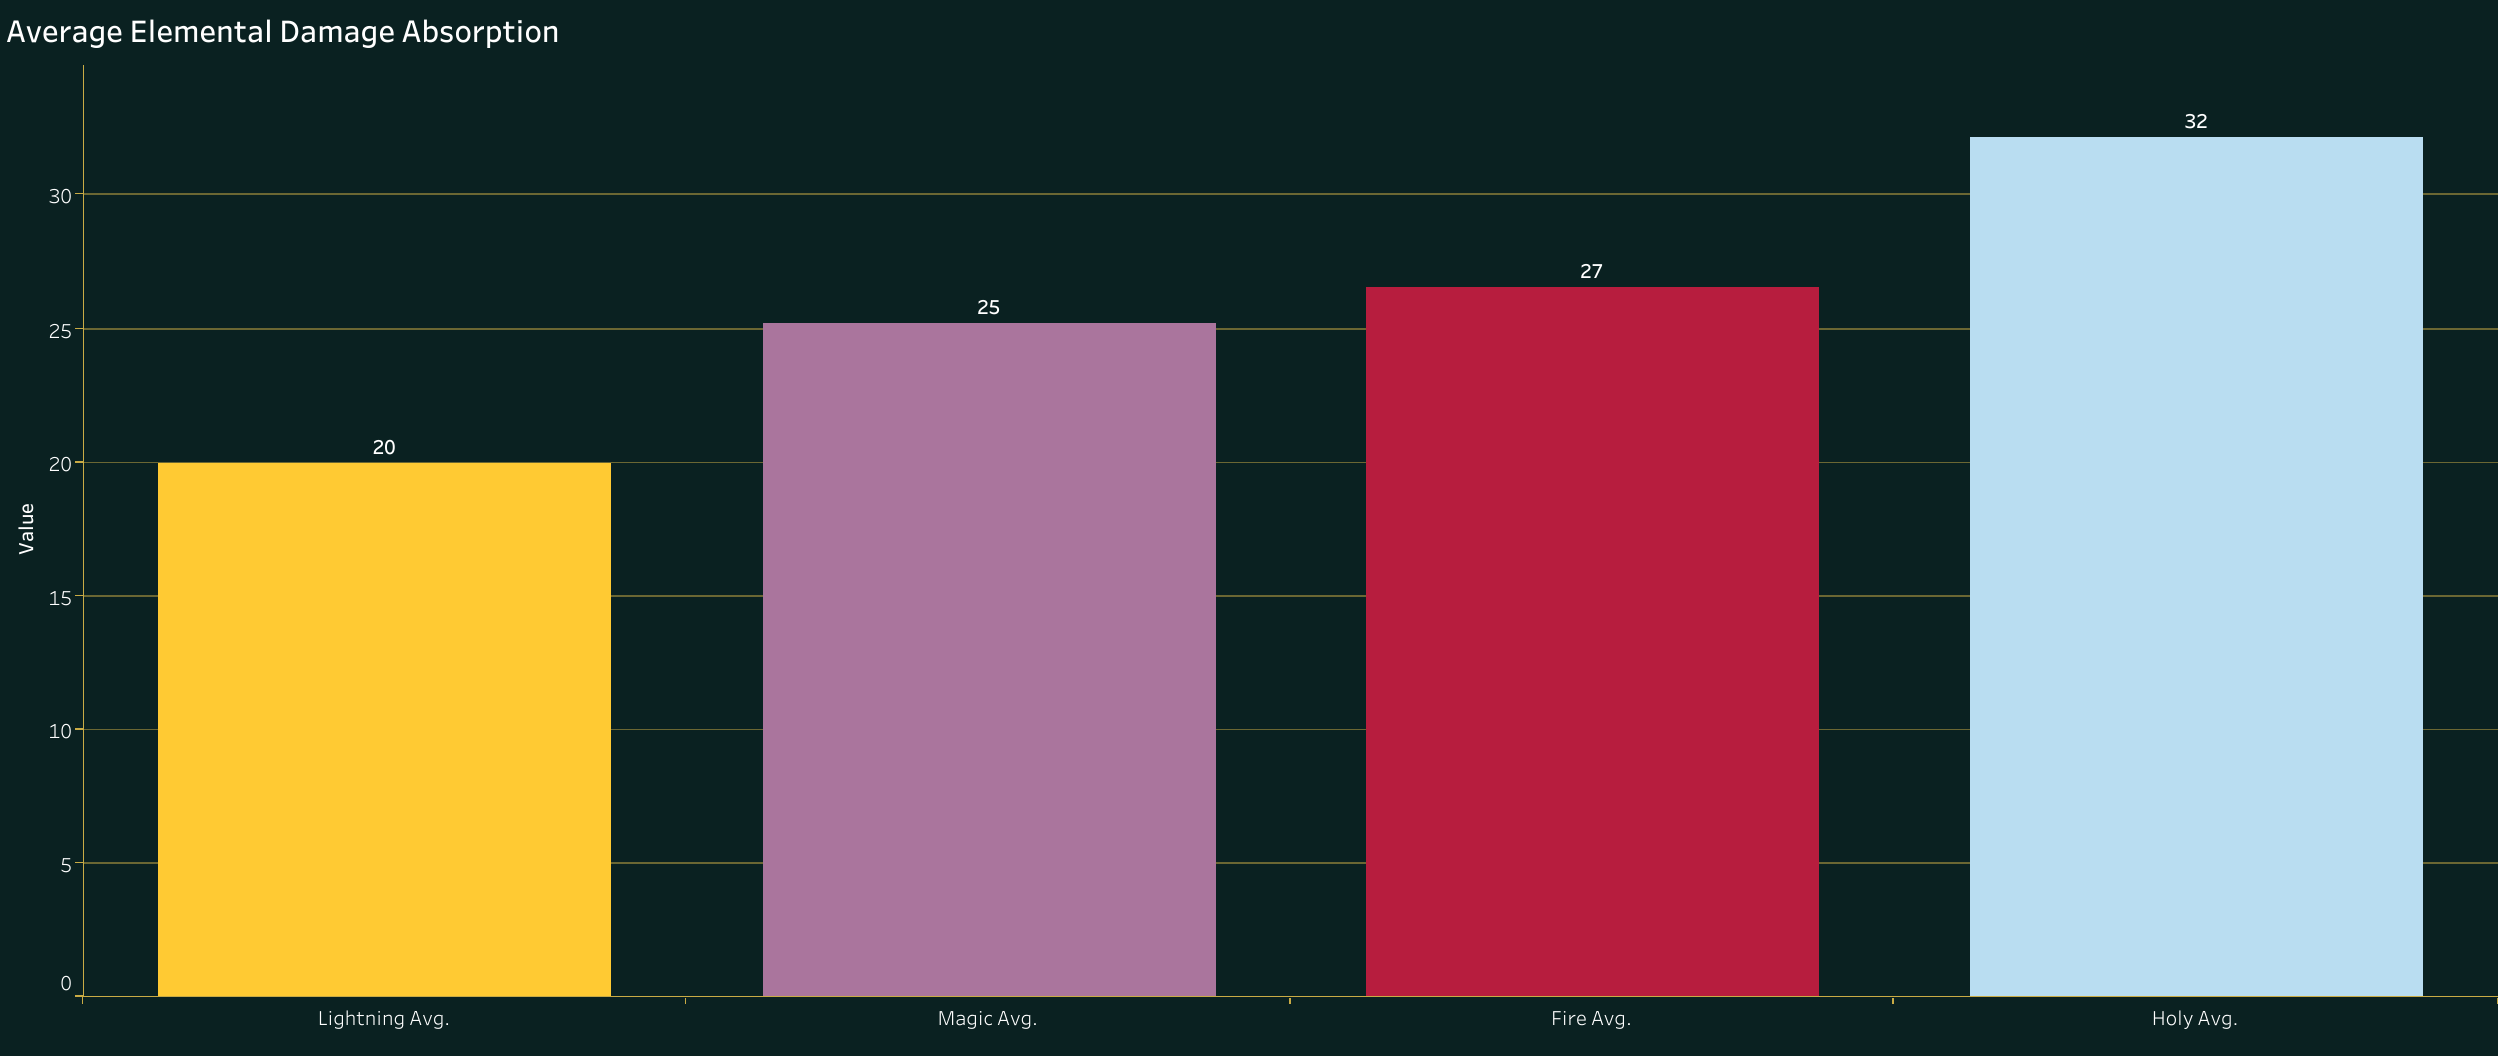 Average Elemental Damage Absorption
Value
30
25
20
15
10
5
0
20
25
27
32
Lightning Avg.
Magic Avg.
Fire Avg.
Holy Avg.